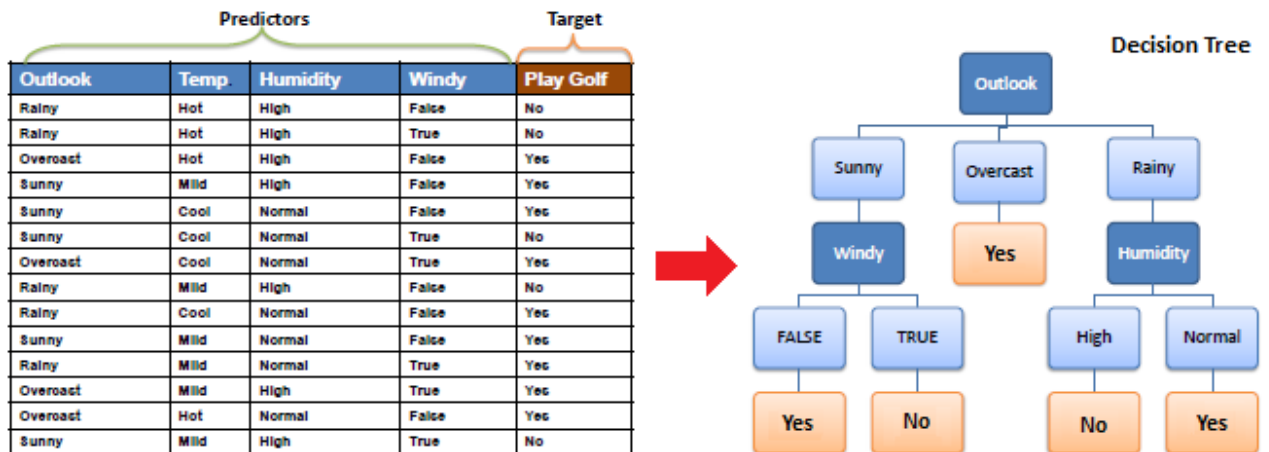 Predictors Target
Outlook Temp. Humidity Windy Play Golf
Rainy Hot High False No
Rainy Hot High True No
Overcast Hot High False Yes
Sunny Mild High False Yes
Sunny Cool Normal False Yes
Sunny Cool Normal True No
Overcast Cool Normal True Yes
Rainy Mild High False No
Rainy Cool Normal False Yes
Sunny Mild Normal False Yes
Rainy Mild Normal True Yes
Overcast Mild High True Yes
Overcast Hot Normal False Yes
Sunny Mild High True No
Decision Tree
Outlook
Sunny Overcast Rainy
Windy Yes Humidity
FALSE TRUE High Normal
Yes No No Yes